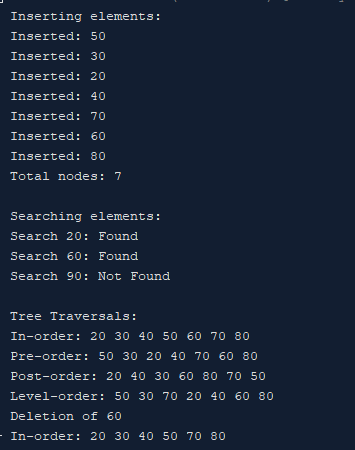 Inserting elements:
Inserted: 50
Inserted: 30
Inserted: 20
Inserted: 40
Inserted: 70
Inserted: 60
Inserted: 80
Total nodes: 7
Searching elements:
Search 20: Found
Search 60: Found
Search 90: Not Found
Tree Traversals:
In-order: 20 30 40 50 60 70 80
Pre-order: 50 30 20 40 70 60 80
Post-order: 20 40 30 60 80 70 50
Level-order: 50 30 70 20 40 60 80
Deletion of 60
In-order: 20 30 40 50 70 80